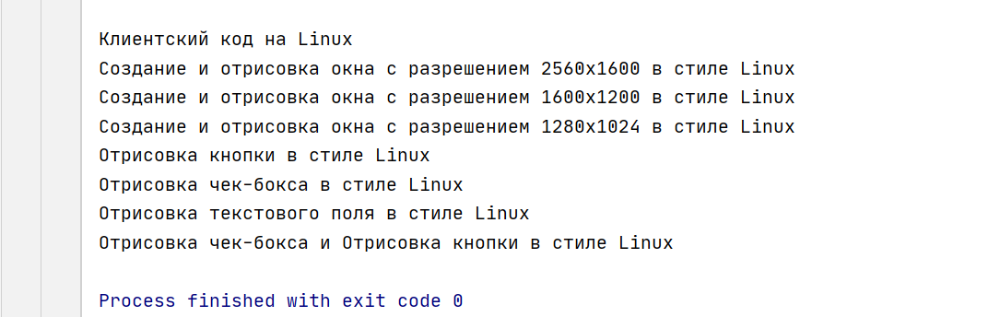 Клиентский код на Linux
Создание и отрисовка окна с разрешением 2560x1600 в стиле Linux
Создание и отрисовка окна с разрешением 1600x1200 в стиле Linux
Создание и отрисовка окна с разрешением 1280x1024 в стиле Linux
Отрисовка кнопки в стиле Linux
Отрисовка чек-бокса в стиле Linux
Отрисовка текстового поля в стиле Linux
Отрисовка чек-бокса и Отрисовка кнопки в стиле Linux
Process finished with exit code 0